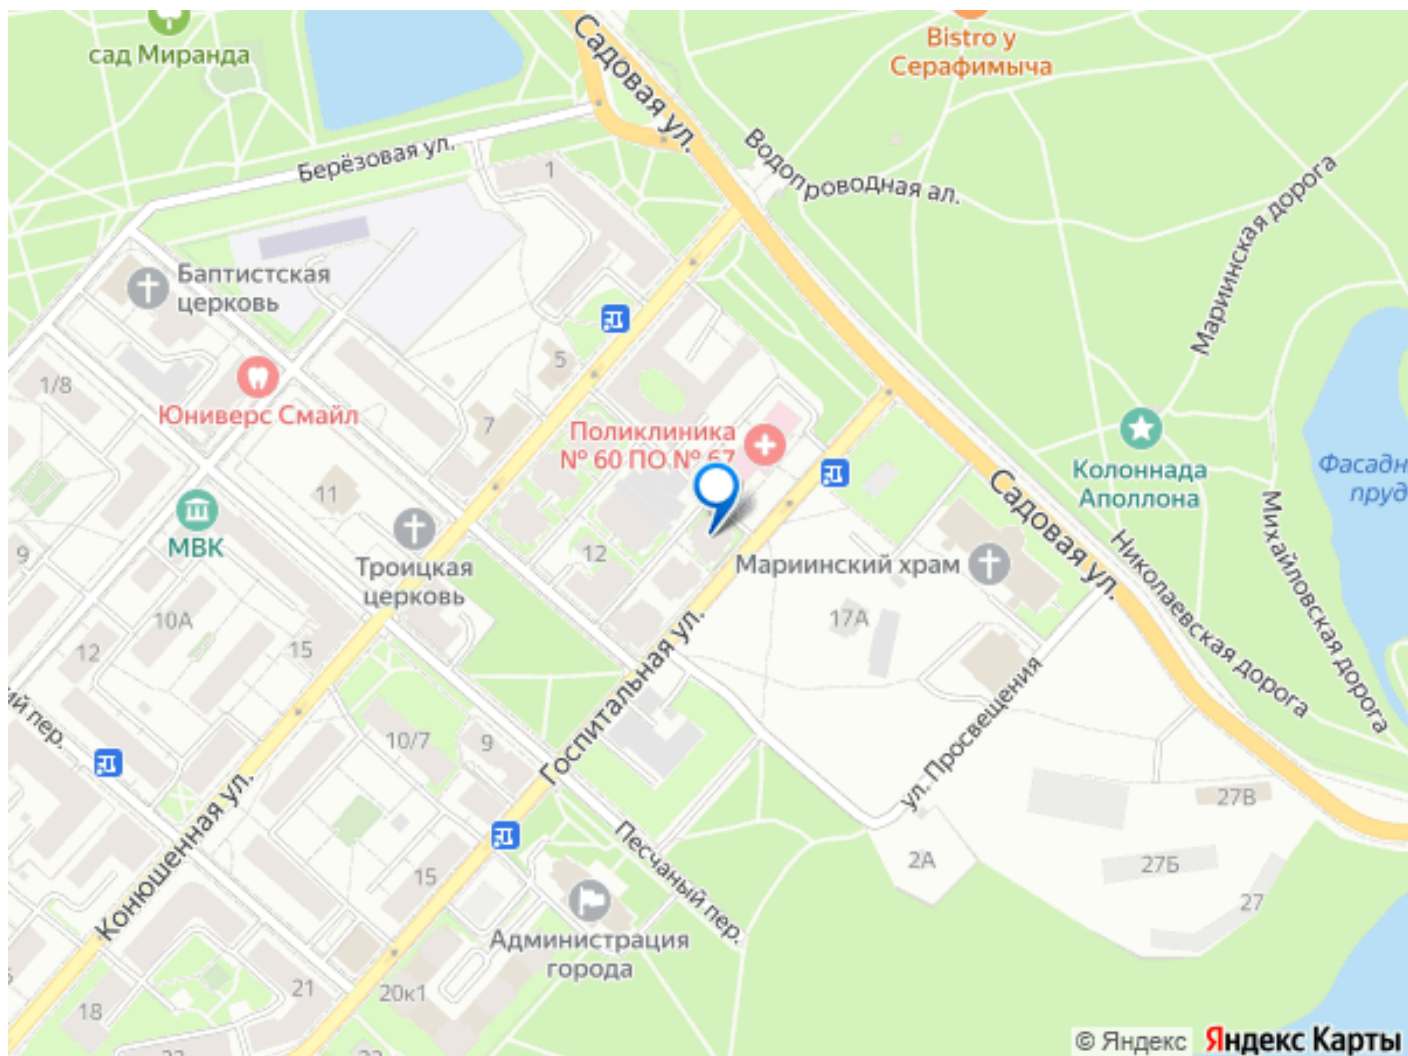 сад Миранда
Bistro у
Серафимыча
Садовая ул.
Берёзовая ул.
Водопроводная ал.
Мариинская дорога
1
Баптистская
церковь
5
1/8
Юниверс Смайл
7
Поликлиника
№ 60 ПО № 67
Колоннада
Аполлона
Фасадн
пруд
11
МВК
9
Троицкая
церковь
12
Мариинский храм
Садовая ул.
Николаевская дорога
Михайловская дорога
10А
17А
12
15
ий пер.
Госпитальная ул.
ул. Просвещения
10/7
9
Конюшенная ул.
27В
Песчаный пер.
2А
27Б
15
27
Администрация
города
21
20к1
18
© Яндекс Яндекс Карты